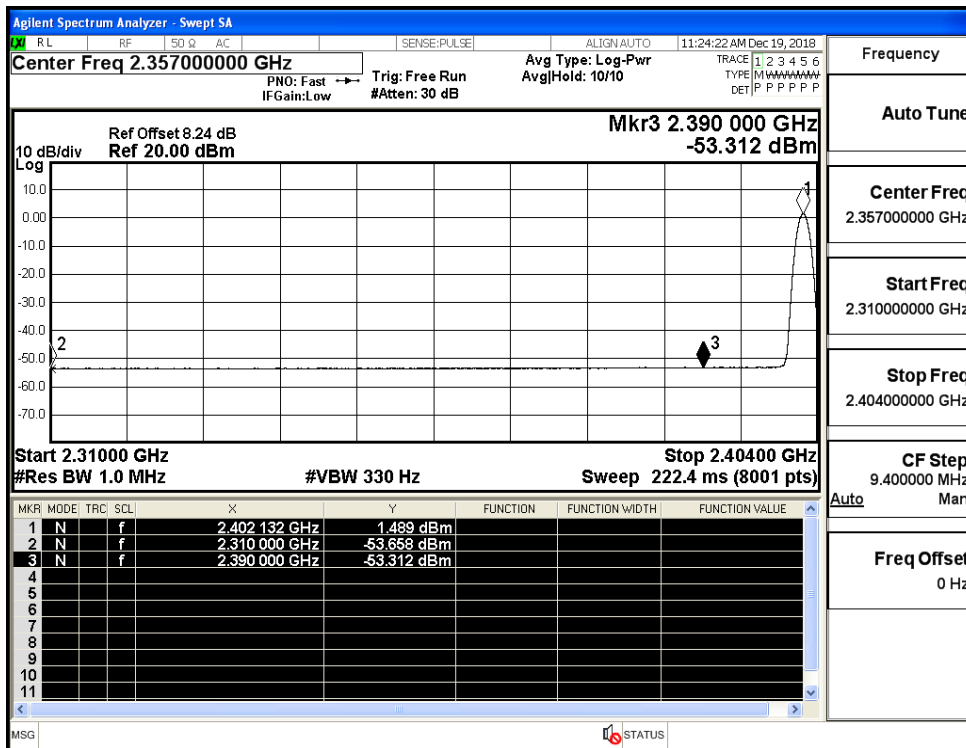 Agilent Spectrum Analyzer - Swept SA
LXI RL RF 50 Ω AC SENSE:PULSE ALIGN AUTO 11:24:22 AM Dec 19, 2018
Center Freq 2.357000000 GHz
PNO: Fast
IFGain:Low
Trig: Free Run
#Atten: 30 dB
Avg Type: Log-Pwr
Avg|Hold: 10/10
TRACE 1 2 3 4 5 6
TYPE M WWWWW
DET P P P P P P
Ref Offset 8.24 dB
10 dB/div Ref 20.00 dBm
Log
Mkr3 2.390 000 GHz
-53.312 dBm
10.0
0.00
-10.0
-20.0
-30.0
-40.0
-50.0
-60.0
-70.0
1
2
3
Start 2.31000 GHz Stop 2.40400 GHz
#Res BW 1.0 MHz #VBW 330 Hz Sweep 222.4 ms (8001 pts)
MKR MODE TRC SCL X Y FUNCTION FUNCTION WIDTH FUNCTION VALUE
1 N f 2.402 132 GHz 1.489 dBm
2 N f 2.310 000 GHz -53.658 dBm
3 N f 2.390 000 GHz -53.312 dBm
4
5
6
7
8
9
10
11
MSG STATUS
Frequency
Auto Tune
Center Freq
2.357000000 GHz
Start Freq
2.310000000 GHz
Stop Freq
2.404000000 GHz
CF Step
9.400000 MHz
Auto Man
Freq Offset
0 Hz